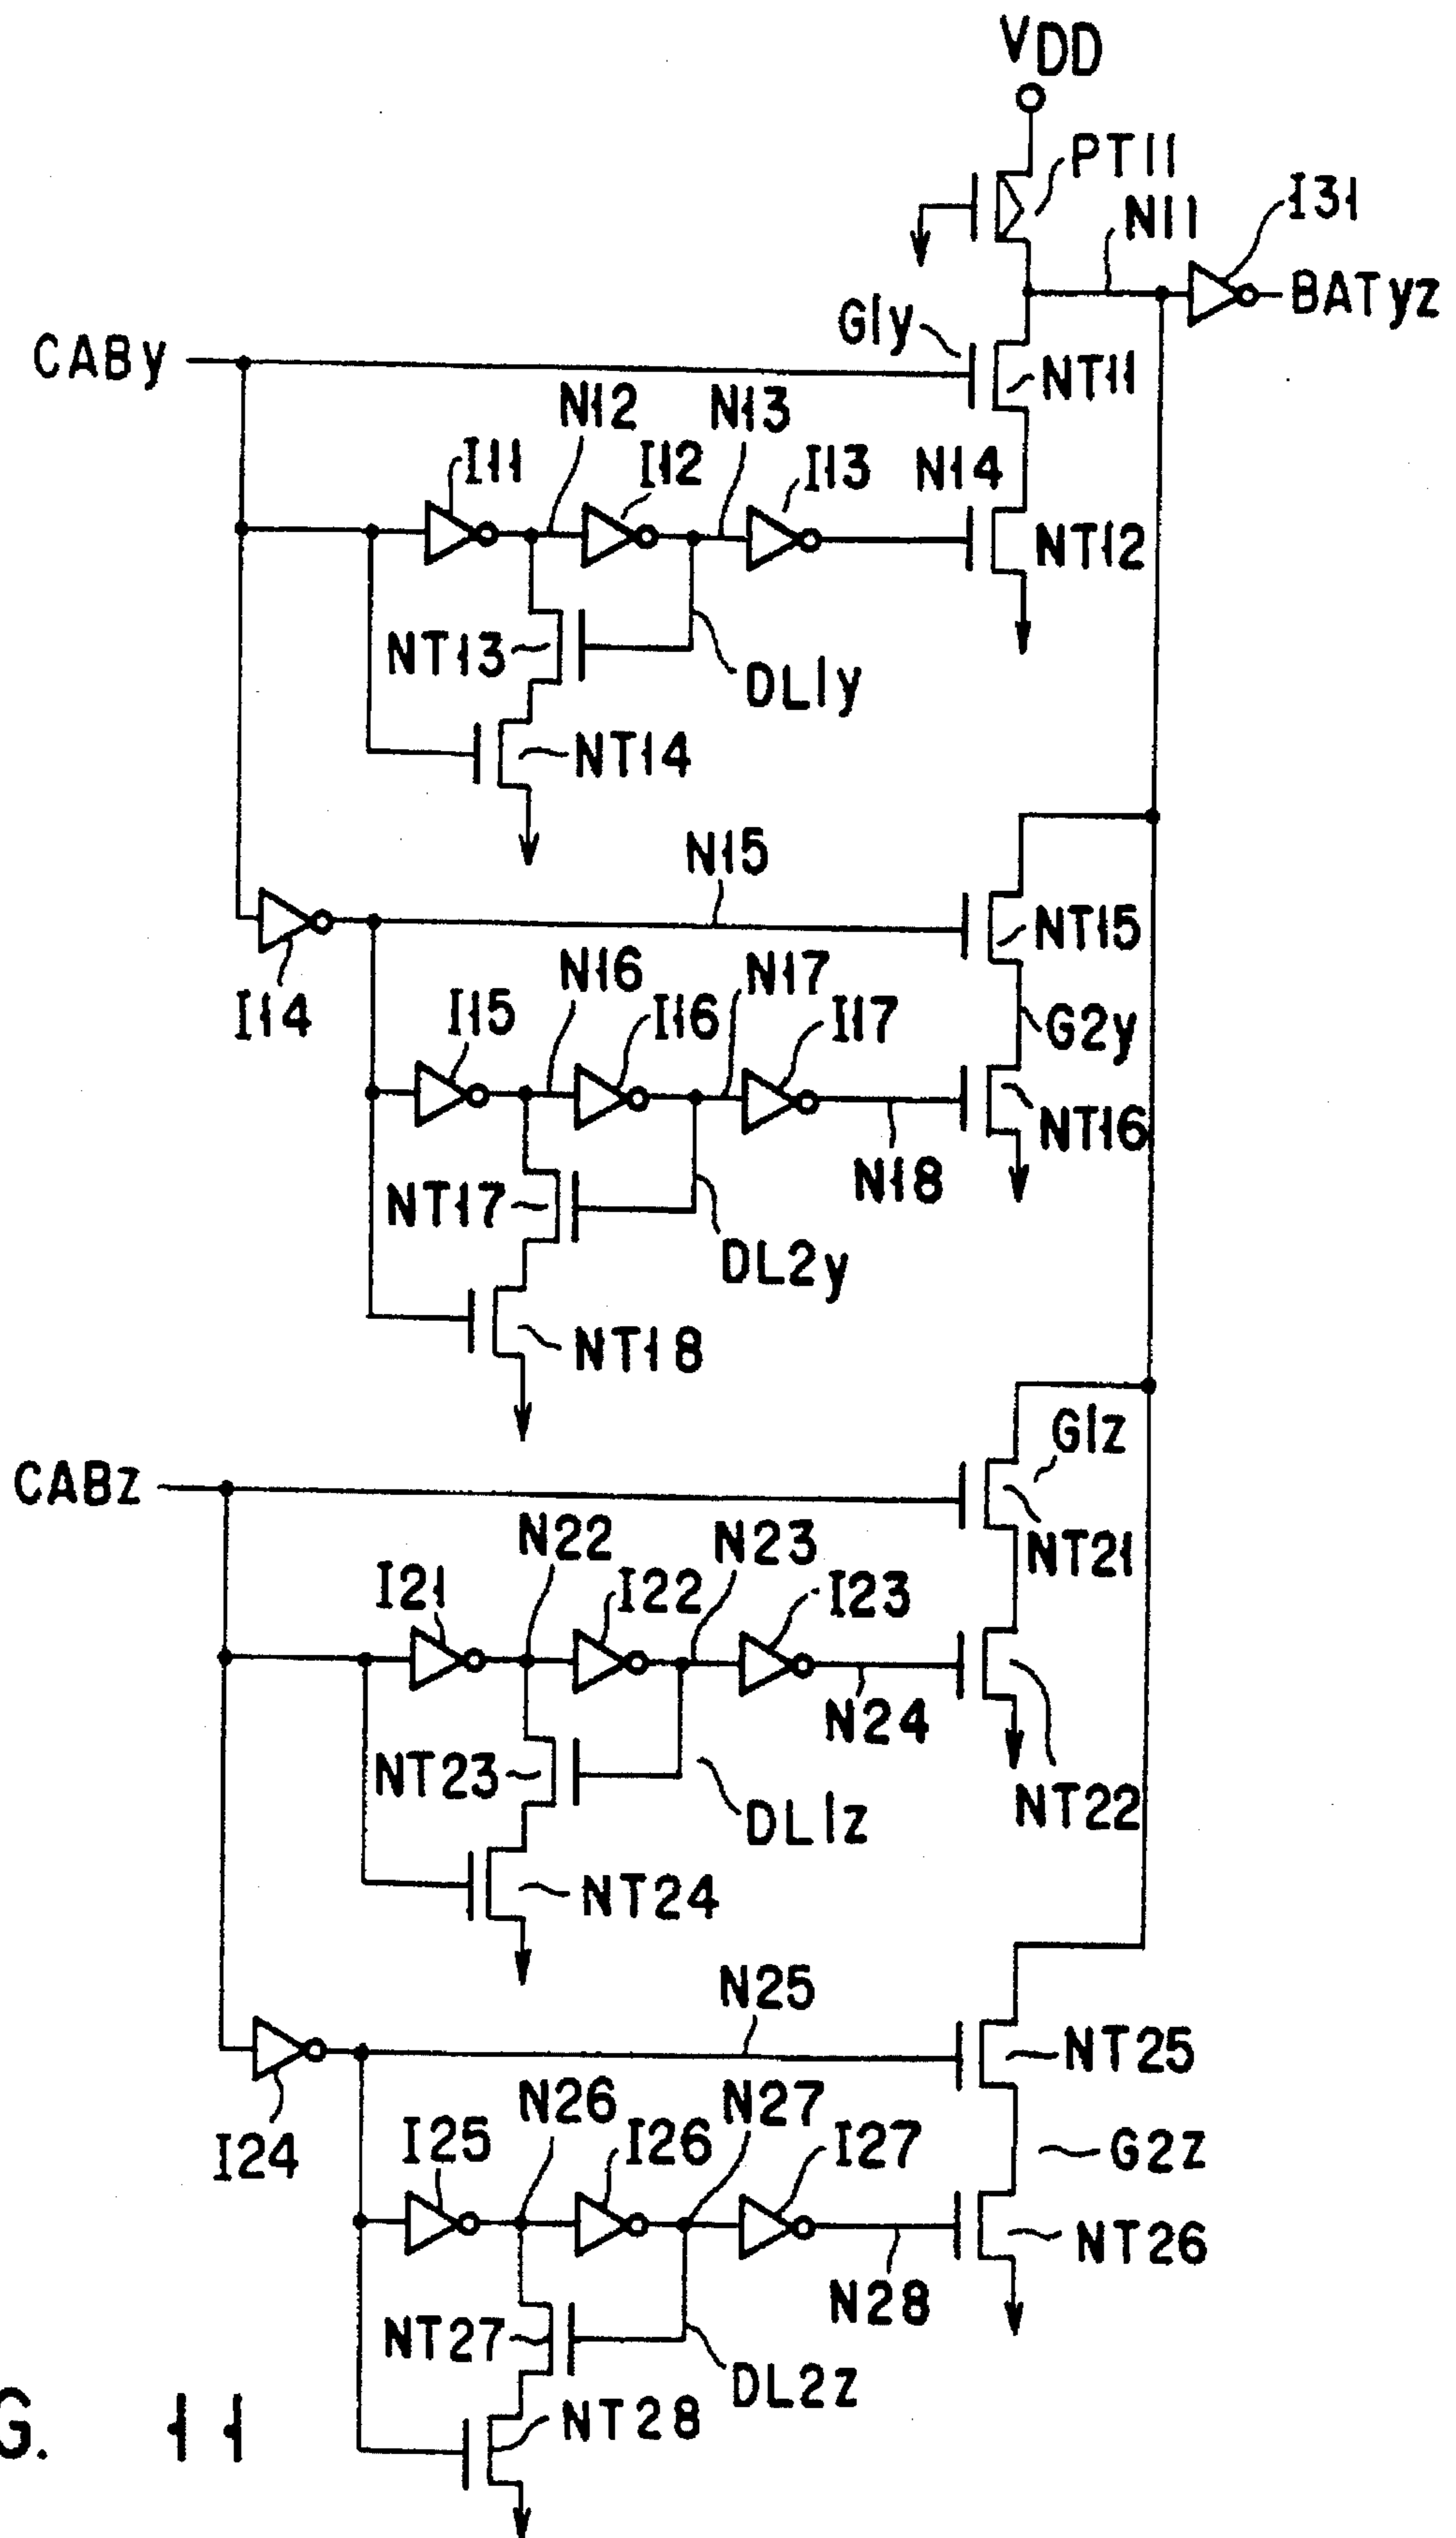 VDD
PT11
N11
I31
BATyz
G1y
CABy
NT11
N12
N13
I11
I12
I13
N14
NT12
NT13
DL1y
NT14
N15
NT15
I14
N16
N17
I15
I16
I17
G2y
NT16
N18
NT17
DL2y
NT18
G1z
CABz
NT21
N22
N23
I21
I22
I23
N24
NT22
NT23
DL1z
NT24
N25
NT25
I24
N26
N27
I25
I26
I27
G2z
NT26
N28
NT27
DL2z
NT28
G. 11